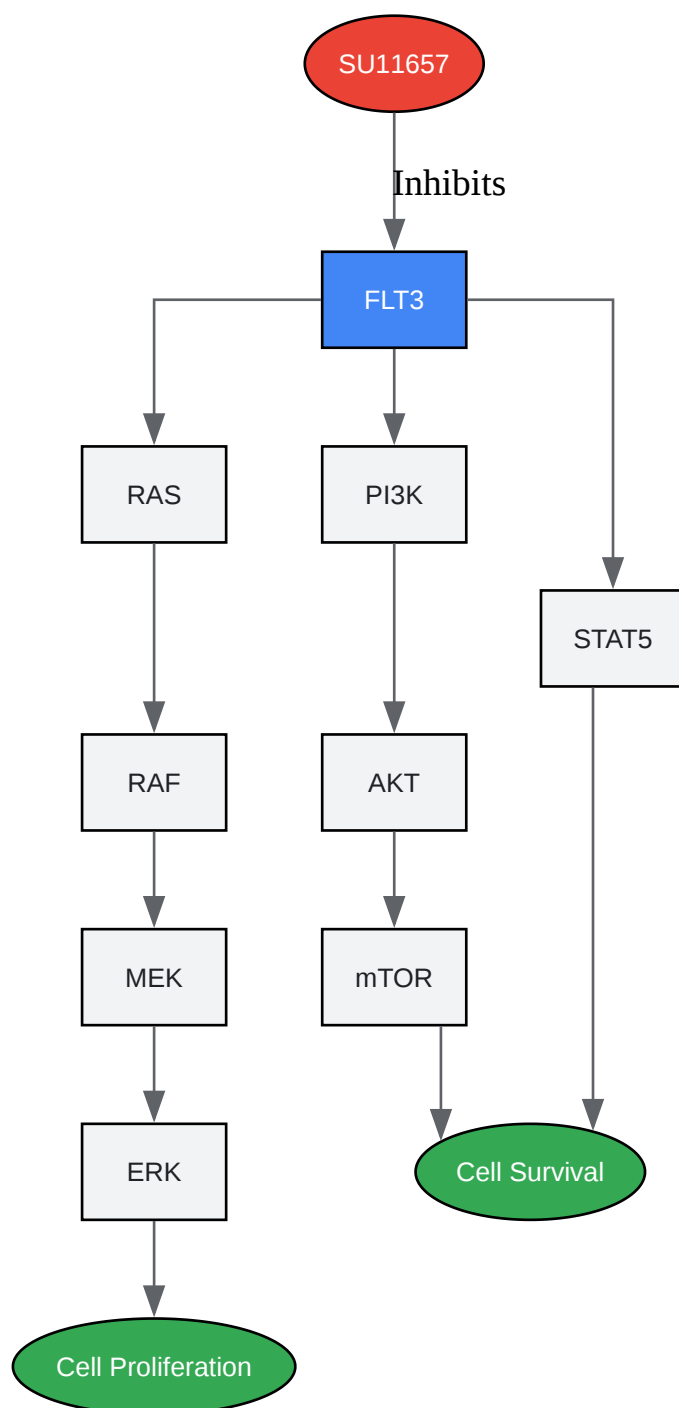 SU11657
Inhibits
FLT3
RAS
PI3K
STAT5
RAF
AKT
MEK
mTOR
ERK
Cell Survival
Cell Proliferation